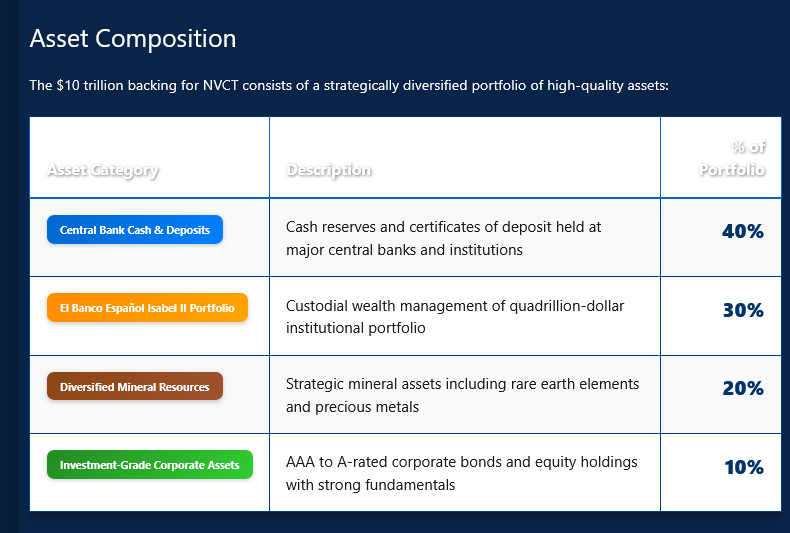 Asset Composition
The $10 trillion backing for NVCT consists of a strategically diversified portfolio of high-quality assets:
% of
Asset Category Description Portfolio
Central Bank Cash & Deposits
Cash reserves and certificates of deposit held at
major central banks and institutions
40%
El Banco Español Isabel II Portfolio
Custodial wealth management of quadrillion-dollar
institutional portfolio
30%
Diversified Mineral Resources
Strategic mineral assets including rare earth elements
and precious metals
20%
Investment-Grade Corporate Assets
AAA to A-rated corporate bonds and equity holdings
with strong fundamentals
10%